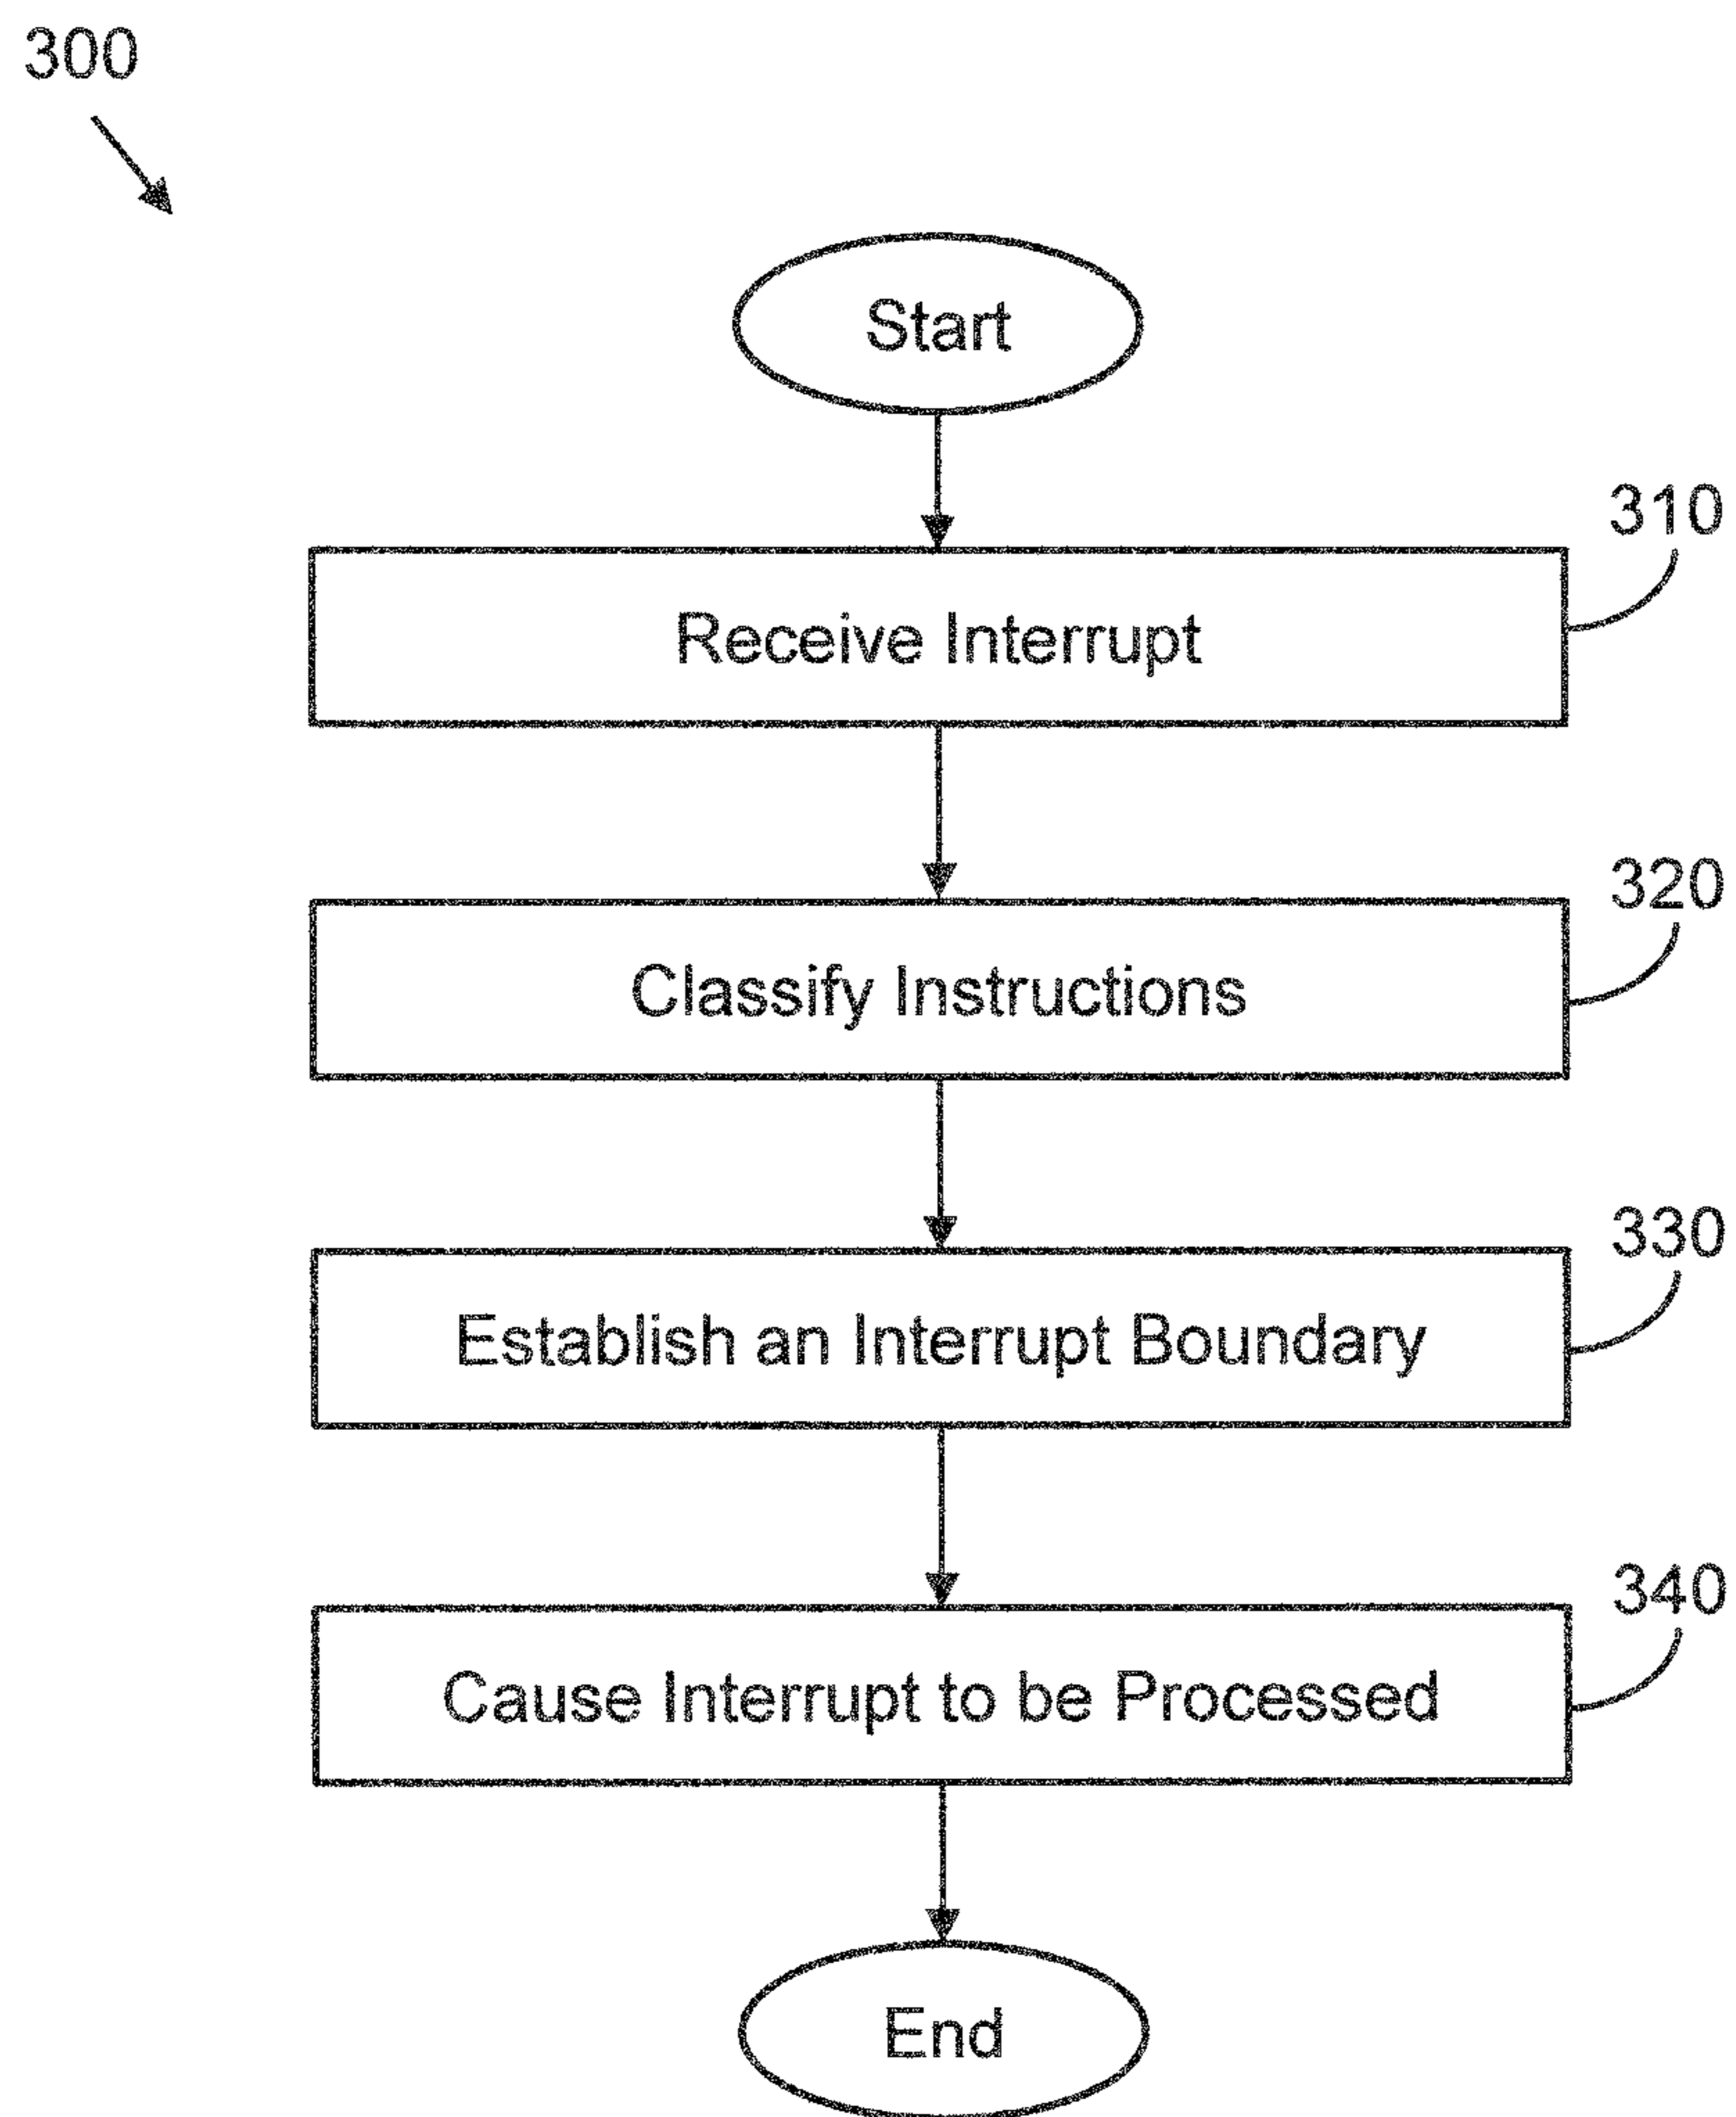 300
Start
310
Receive Interrupt
320
Classify Instructions
330
Establish an Interrupt Boundary
340
Cause Interrupt to be Processed
End